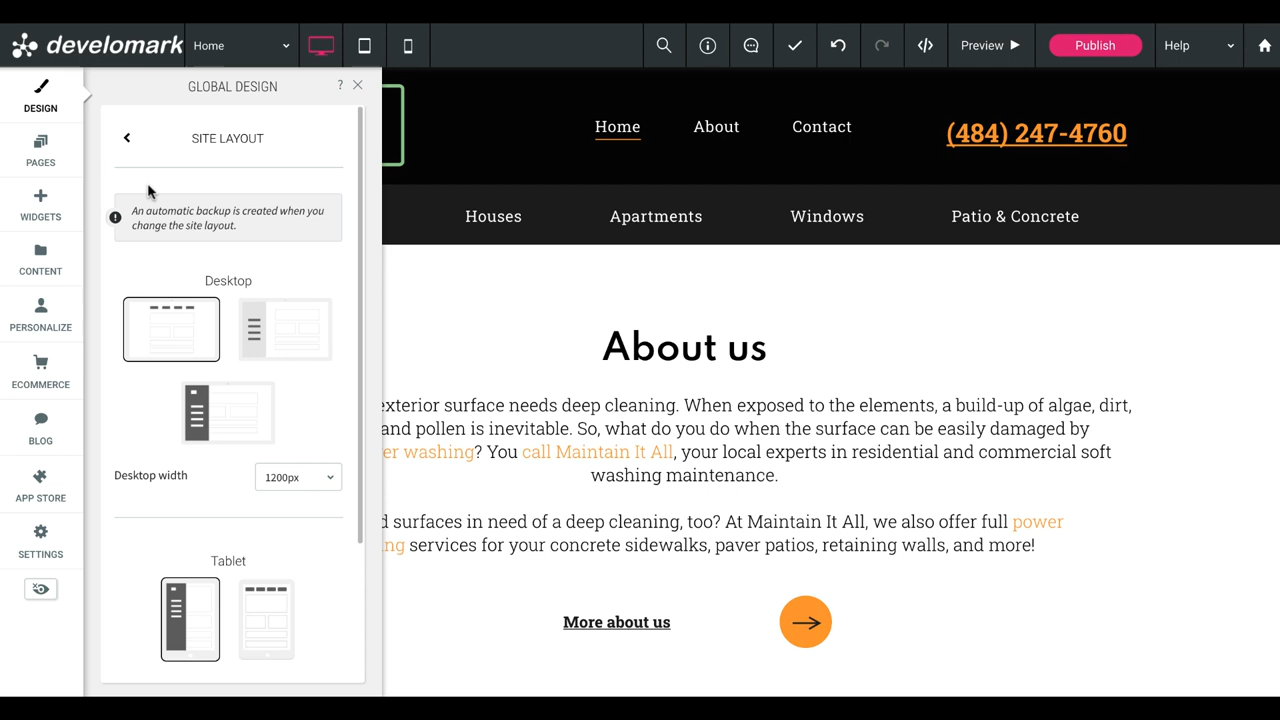 develomark
Home
Preview
Publish
Help
DESIGN
PAGES
WIDGETS
CONTENT
PERSONALIZE
ECOMMERCE
BLOG
APP STORE
SETTINGS
GLOBAL DESIGN
?
SITE LAYOUT
An automatic backup is created when you
change the site layout.
Desktop
Desktop width
1200px
Tablet
Home
About
Contact
(484) 247-4760
Houses
Apartments
Windows
Patio & Concrete
About us
exterior surface needs deep cleaning. When exposed to the elements, a build-up of algae, dirt,
and pollen is inevitable. So, what do you do when the surface can be easily damaged by
er washing? You call Maintain It All, your local experts in residential and commercial soft
washing maintenance.
d surfaces in need of a deep cleaning, too? At Maintain It All, we also offer full power
ng services for your concrete sidewalks, paver patios, retaining walls, and more!
More about us